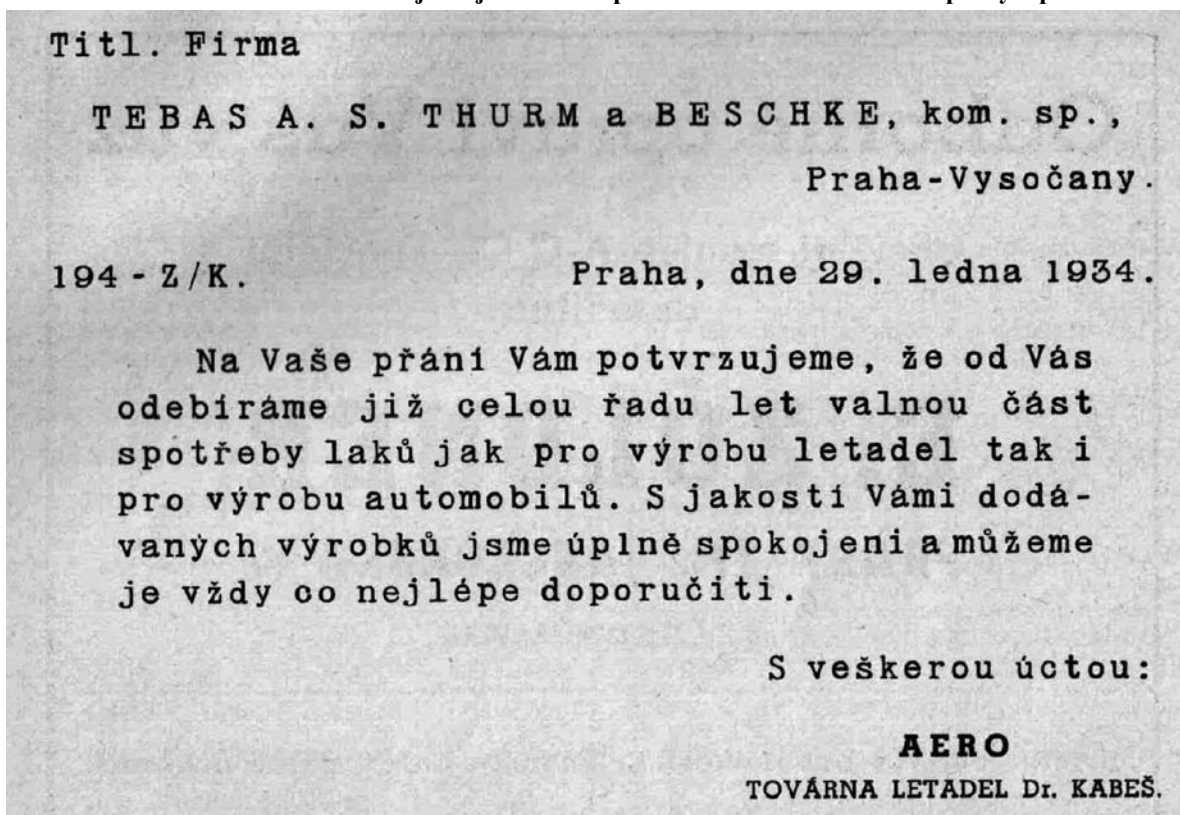 Titl. Firma
TEBAS A. S. THURM a BESCHKE, kom. sp.,
Praha-Vysočany.
194 - Z/K. Praha, dne 29. ledna 1934.
Na Vaše přání Vám potvrzujeme, že od Vás
odebíráme již celou řadu let valnou část
spotřeby laků jak pro výrobu letadel tak i
pro výrobu automobilů. S jakostí Vámi dodá-
vaných výrobků jsme úplně spokojeni a můžeme
je vždy co nejlépe doporučiti.
S veškerou úctou:
AERO
TOVÁRNA LETADEL Dr. KABEŠ.